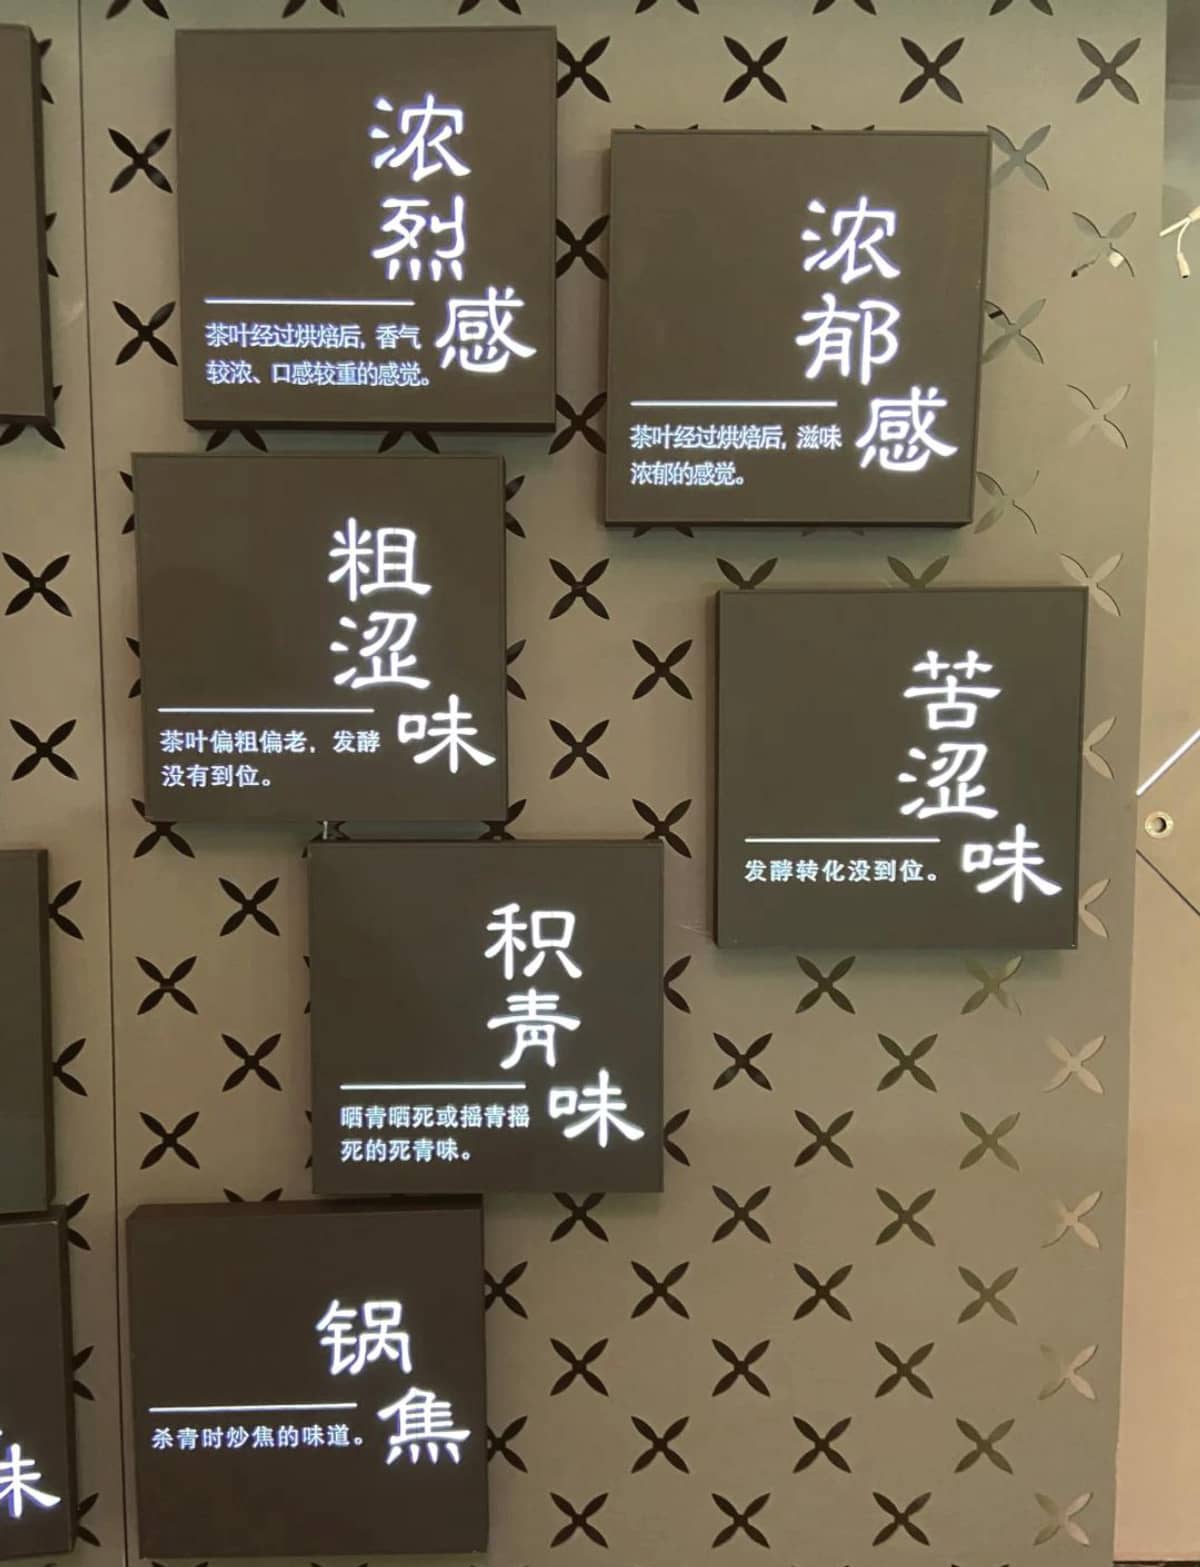 浓烈感
茶叶经过烘焙后，香气
较浓、口感较重的感觉。
浓郁感
茶叶经过烘焙后，滋味
浓郁的感觉。
粗涩味
茶叶偏粗偏老，发酵
没有到位。
苦涩味
发酵转化没到位。
积青味
晒青晒死或摇青摇
死的死青味。
锅焦
杀青时炒焦的味道。
味